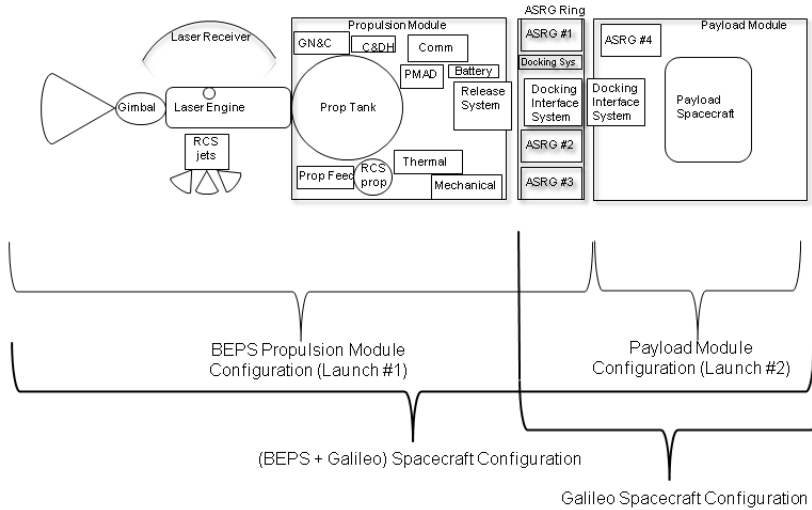 ASRG Ring
Propulsion Module
Payload Module
Laser Receiver
GN&C
C&DH
Comm
ASRG #1
ASRG #4
Docking Sys
PMAD
Battery
Gimbal
Laser Engine
Prop Tank
Release
System
Docking
Interface
System
Docking
Interface
System
Payload
Spacecraft
RCS
jets
Thermal
ASRG #2
Prop Feed
RCS
prop
Mechanical
ASRG #3
BEPS Propulsion Module
Configuration (Launch #1)
Payload Module
Configuration (Launch #2)
(BEPS + Galileo) Spacecraft Configuration
Galileo Spacecraft Configuration